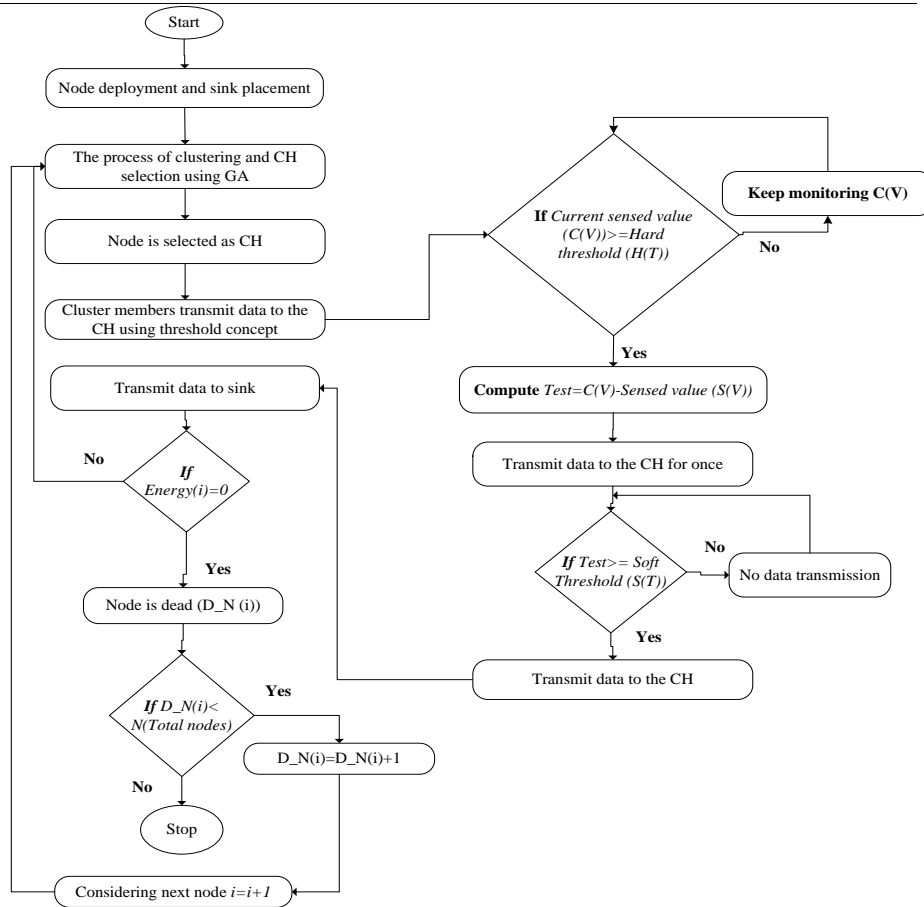 Start
Node deployment and sink placement
The process of clustering and CH
selection using GA
Node is selected as CH
Cluster members transmit data to the
CH using threshold concept
If Current sensed value
(C(V))>=Hard
threshold (H(T))
No
Keep monitoring C(V)
Yes
Compute Test=C(V)-Sensed value (S(V))
Transmit data to the CH for once
If Test>= Soft
Threshold (S(T))
No
No data transmission
Yes
Transmit data to the CH
Transmit data to sink
If
Energy(i)=0
No
Yes
Node is dead (D_N (i))
If D_N(i)<
N(Total nodes)
Yes
D_N(i)=D_N(i)+1
No
Stop
Considering next node i=i+1